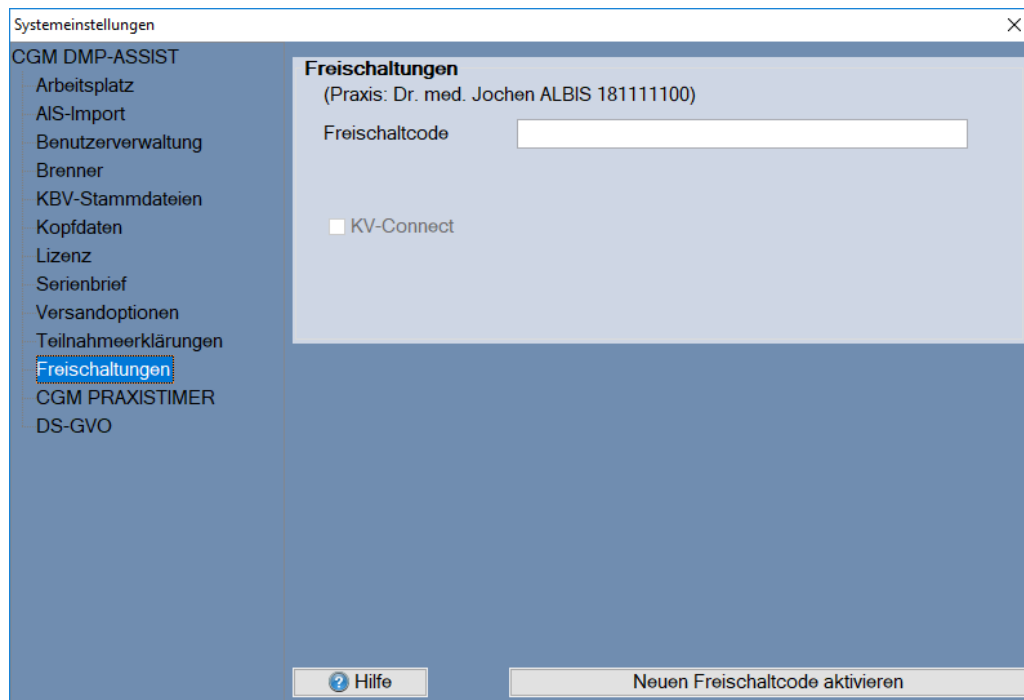 Systemeinstellungen
CGM DMP-ASSIST
Arbeitsplatz
AIS-Import
Benutzerverwaltung
Brenner
KBV-Stammdateien
Kopfdaten
Lizenz
Serienbrief
Versandoptionen
Teilnahmeerklärungen
Freischaltungen
CGM PRAXISTIMER
DS-GVO
Freischaltungen
(Praxis: Dr. med. Jochen ALBIS 181111100)
Freischaltcode
KV-Connect
? Hilfe
Neuen Freischaltcode aktivieren